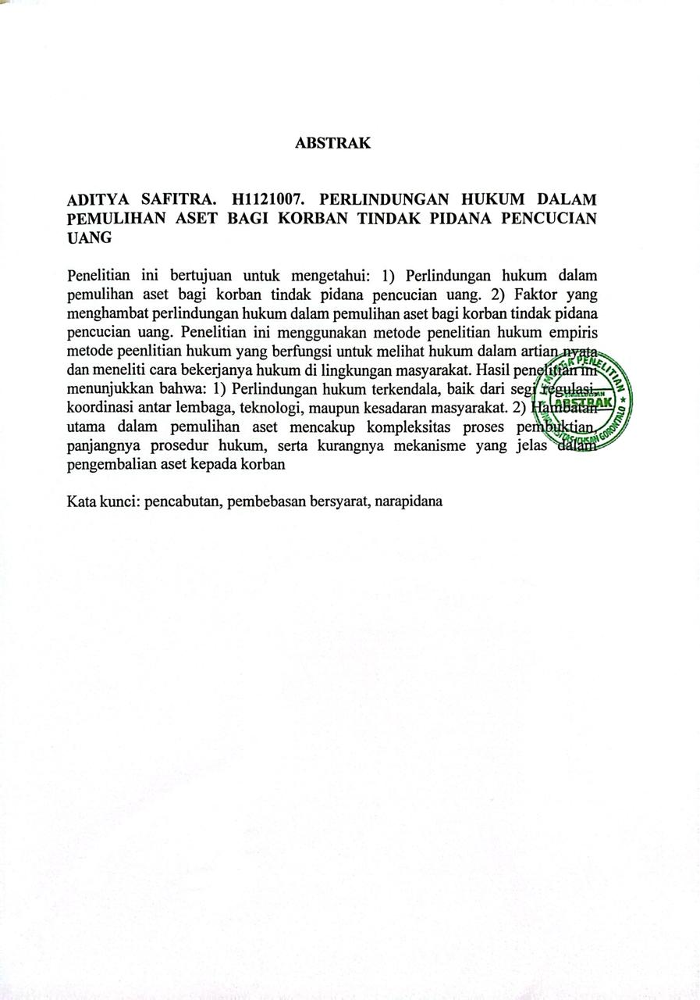 ABSTRAK
ADITYA SAFITRA. H1121007. PERLINDUNGAN HUKUM DALAM
PEMULIHAN ASET BAGI KORBAN TINDAK PIDANA PENCUCIAN
UANG
Penelitian ini bertujuan untuk mengetahui: 1) Perlindungan hukum dalam
pemulihan aset bagi korban tindak pidana pencucian uang. 2) Faktor yang
menghambat perlindungan hukum dalam pemulihan aset bagi korban tindak pidana
pencucian uang. Penelitian ini menggunakan metode penelitian hukum empiris
metode peenlitian hukum yang berfungsi untuk melihat hukum dalam artian nyata
dan meneliti cara bekerjanya hukum di lingkungan masyarakat. Hasil penelitian ini
menunjukkan bahwa: 1) Perlindungan hukum terkendala, baik dari segi regulasi,
koordinasi antar lembaga, teknologi, maupun kesadaran masyarakat. 2) Hambatan
utama dalam pemulihan aset mencakup kompleksitas proses pembuktian,
panjangnya prosedur hukum, serta kurangnya mekanisme yang jelas dalam
pengembalian aset kepada korban
Kata kunci: pencabutan, pembebasan bersyarat, narapidana
LEMBAGA PENELITIAN
ABSTRAK
UNIVERSITAS ICHSAN GORONTALO